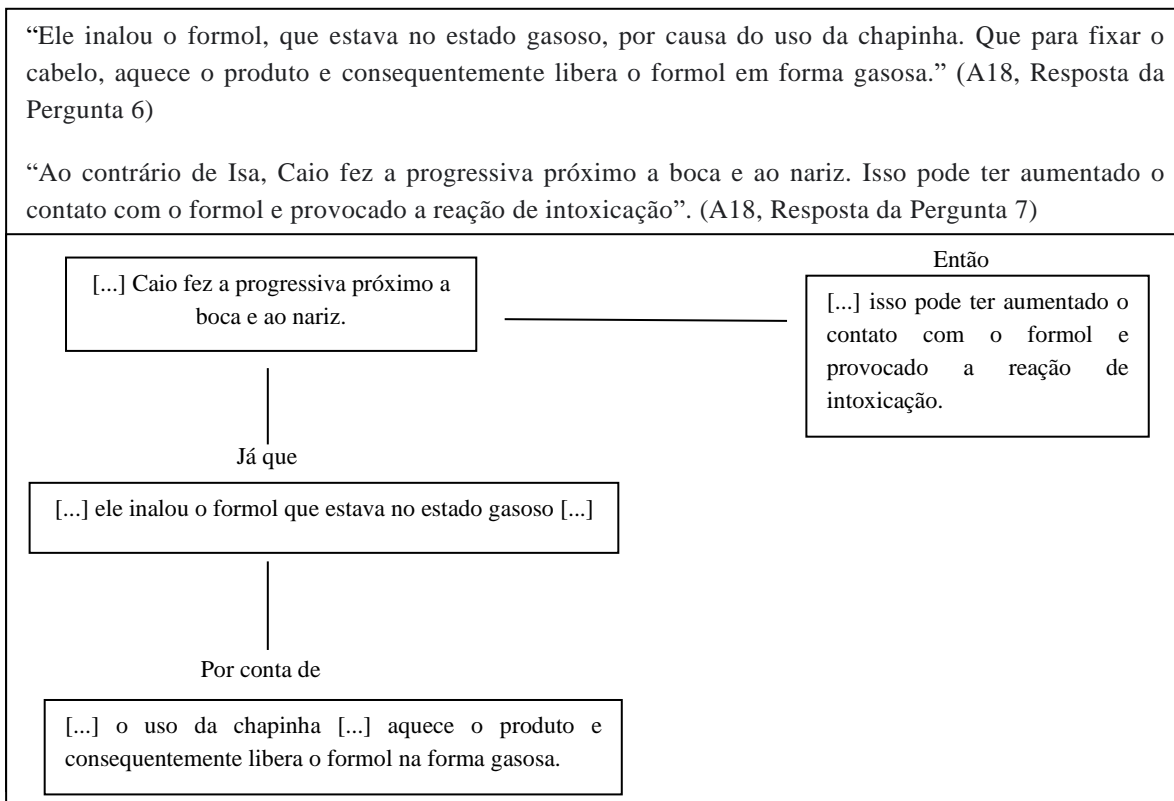 “Ele inalou o formol, que estava no estado gasoso, por causa do uso da chapinha. Que para fixar o
cabelo, aquece o produto e consequentemente libera o formol em forma gasosa.” (A18, Resposta da
Pergunta 6)
“Ao contrário de Isa, Caio fez a progressiva próximo a boca e ao nariz. Isso pode ter aumentado o
contato com o formol e provocado a reação de intoxicação”. (A18, Resposta da Pergunta 7)
[...] Caio fez a progressiva próximo a
boca e ao nariz.
Então
[...] isso pode ter aumentado o
contato com o formol e
provocado a reação de
intoxicação.
Já que
[...] ele inalou o formol que estava no estado gasoso [...]
Por conta de
[...] o uso da chapinha [...] aquece o produto e
consequentemente libera o formol na forma gasosa.